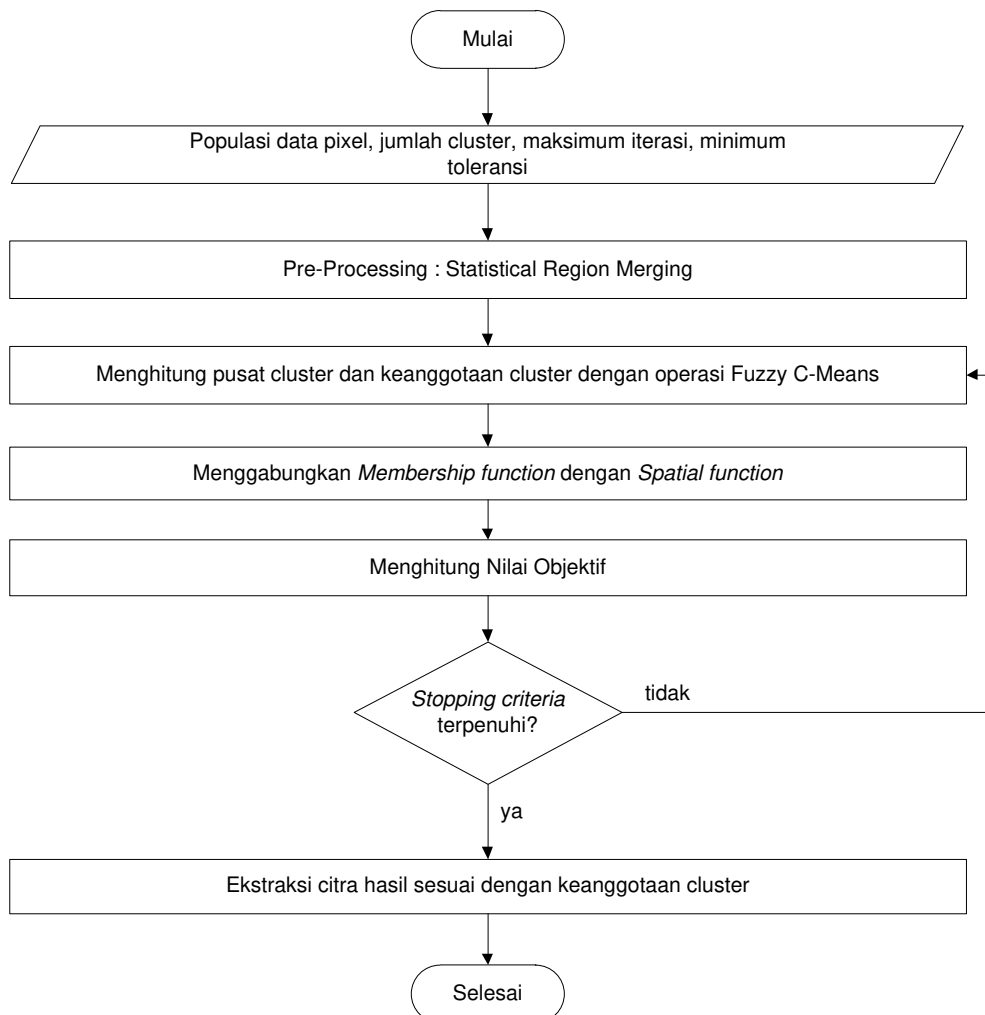 Mulai
Populasi data pixel, jumlah cluster, maksimum iterasi, minimum
toleransi
Pre-Processing : Statistical Region Merging
Menghitung pusat cluster dan keanggotaan cluster dengan operasi Fuzzy C-Means
Menggabungkan Membership function dengan Spatial function
Menghitung Nilai Objektif
Stopping criteria
terpenuhi?
tidak
ya
Ekstraksi citra hasil sesuai dengan keanggotaan cluster
Selesai